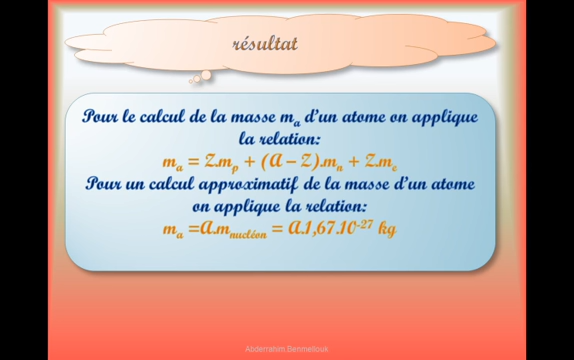 résultat
Pour le calcul de la masse mₐ d'un atome on applique
la relation:
mₐ = Z.mₚ + (A – Z).mₙ + Z.mₑ
Pour un calcul approximatif de la masse d'un atome
on applique la relation:
mₐ =A.m_nucléon = A.1,67.10⁻²⁷ kg
Abderrahim Benmellouk